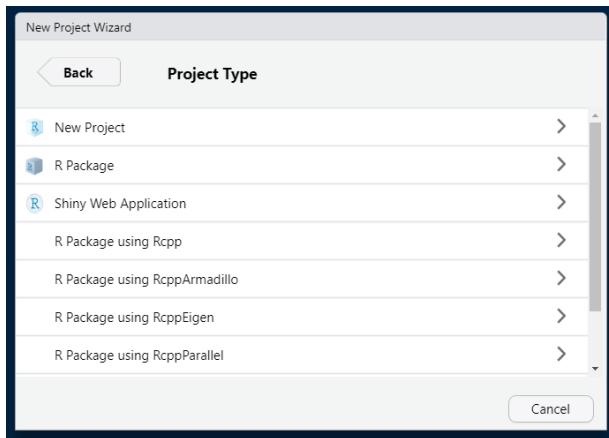 New Project Wizard
Back
Project Type
New Project
R Package
R Shiny Web Application
R Package using Rcpp
R Package using RcppArmadillo
R Package using RcppEigen
R Package using RcppParallel
Cancel